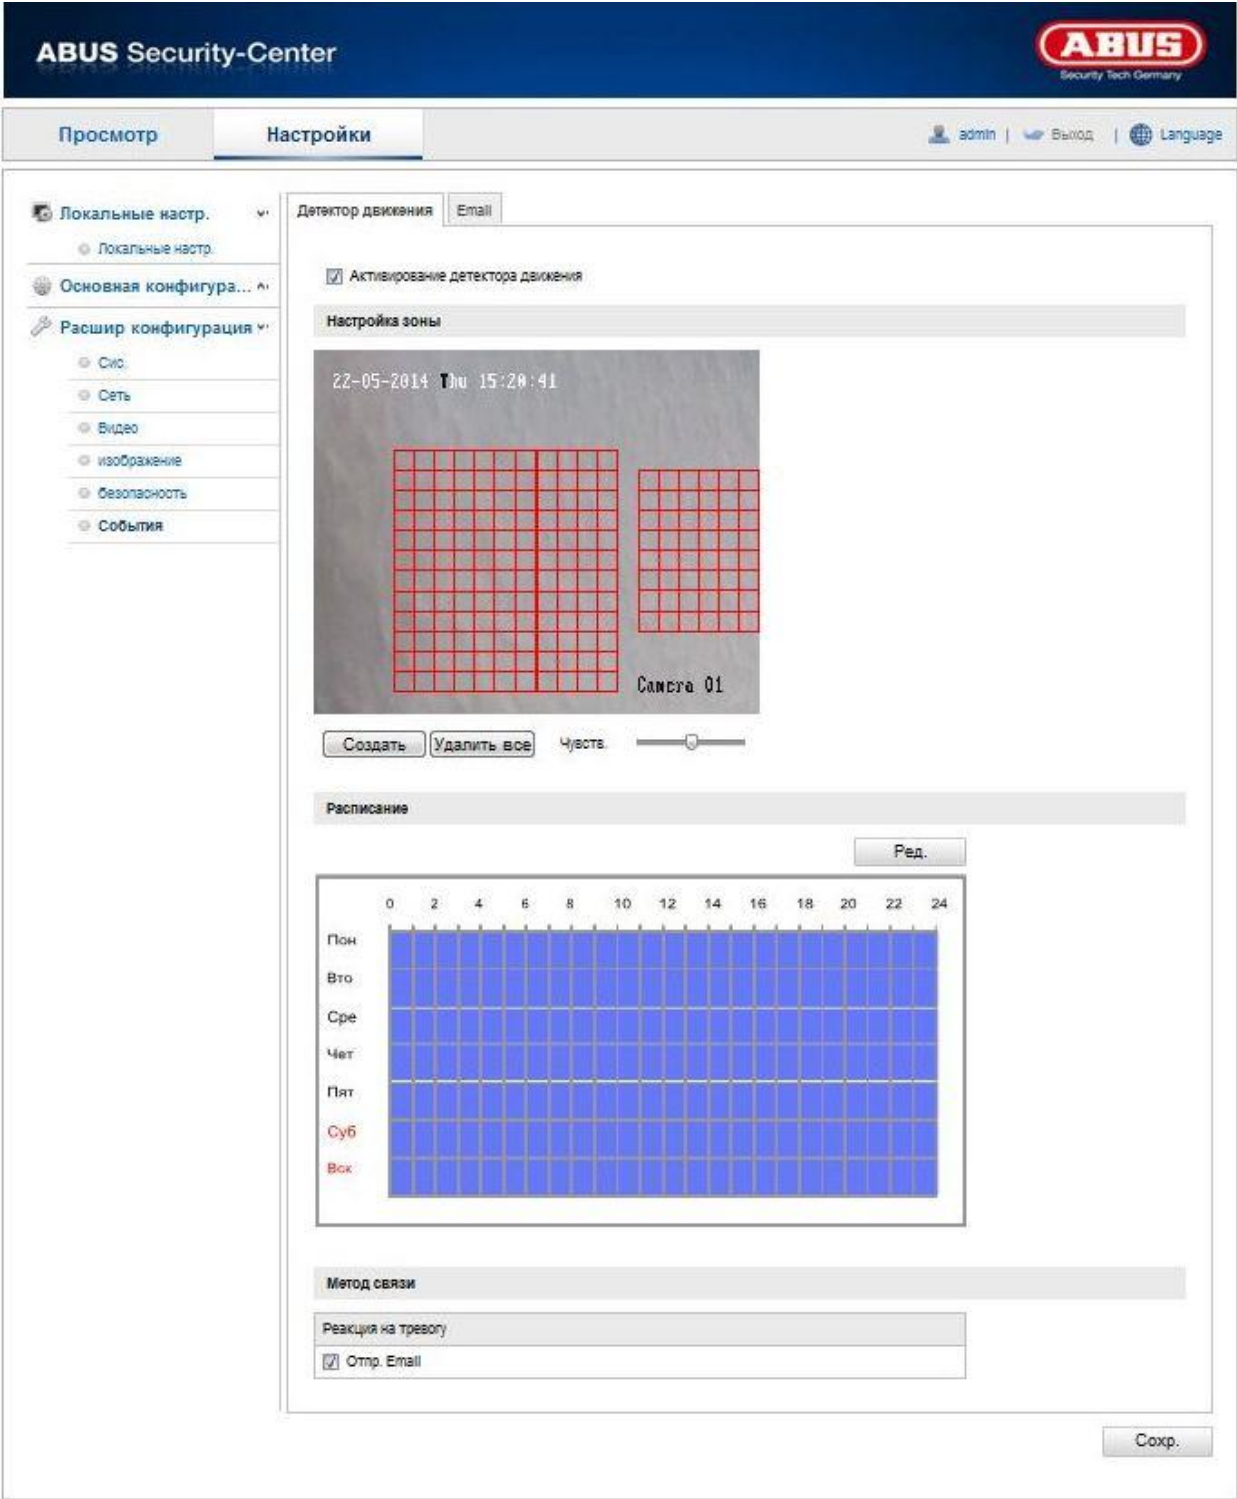 ABUS Security-Center
ABUS
Security Tech Germany
Просмотр
Настройки
admin | Выход | Language
Локальные настр.
Локальные настр.
Основная конфигура...
Расшир конфигурация
Сис.
Сеть
Видео
изображение
безопасность
События
Детектор движения
Email
Активирование детектора движения
Настройка зоны
22-05-2014 Thu 15:20:41
Camera 01
Создать
Удалить все
Чувств.
Расписание
Ред.
0 2 4 6 8 10 12 14 16 18 20 22 24
Пон
Вто
Сре
Чет
Пят
Суб
Вск
Метод связи
Реакция на тревогу
Отпр. Email
Сохр.